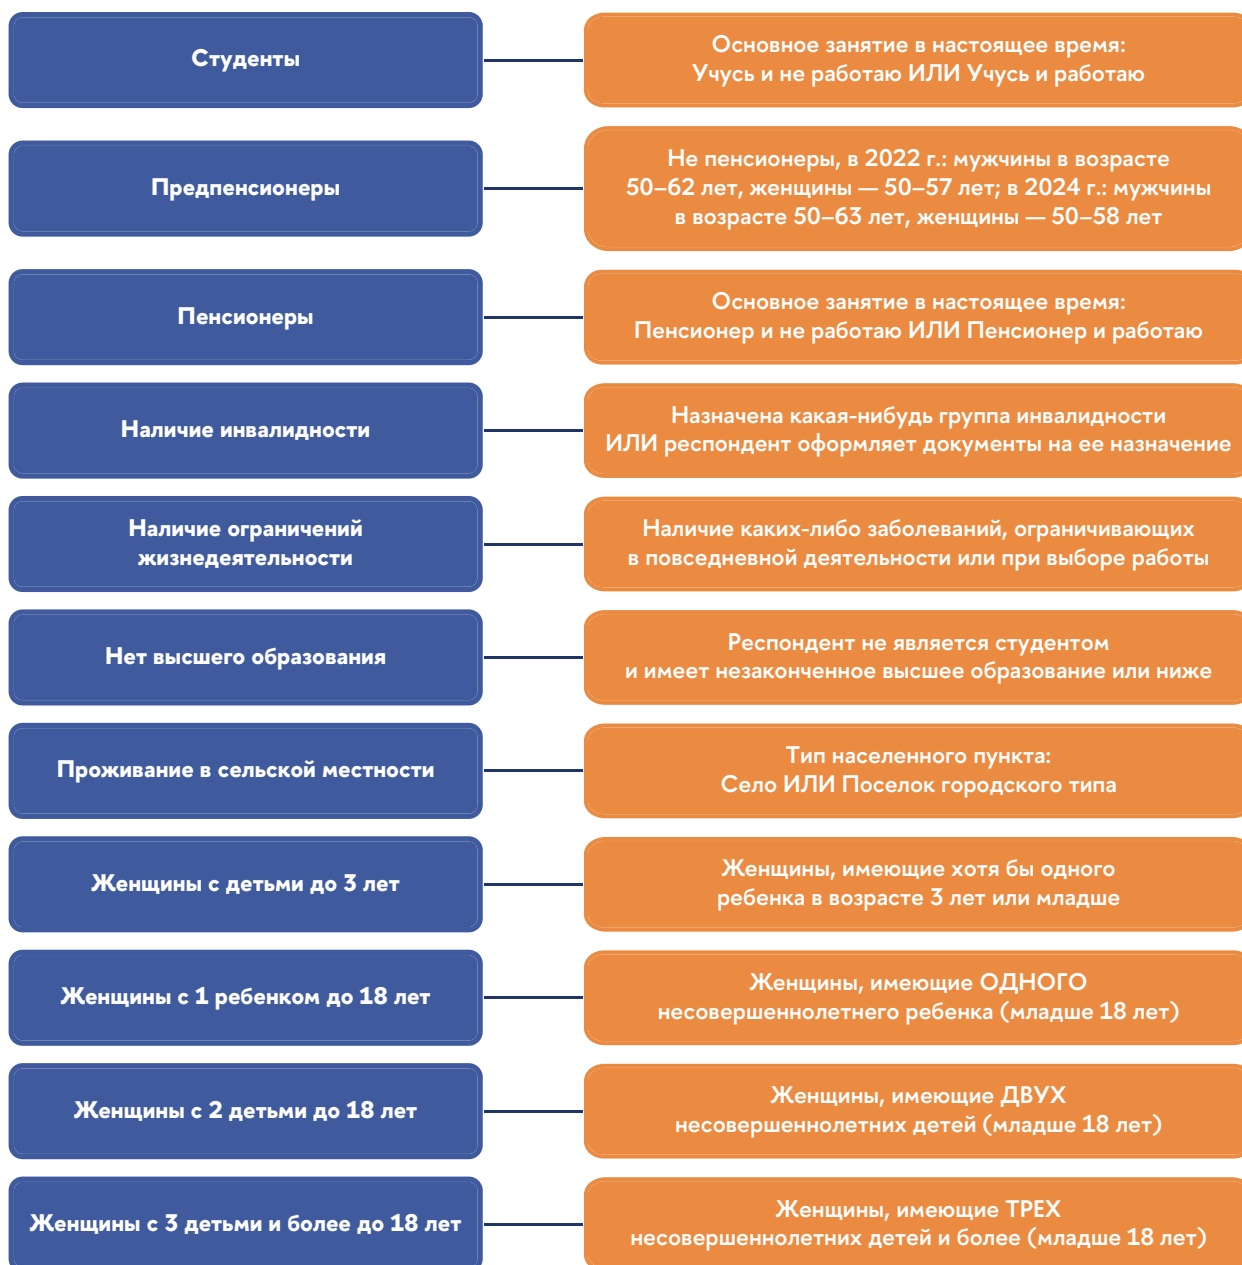 Студенты
Основное занятие в настоящее время:
Учусь и не работаю ИЛИ Учусь и работаю
Предпенсионеры
Не пенсионеры, в 2022 г.: мужчины в возрасте
50–62 лет, женщины — 50–57 лет; в 2024 г.: мужчины
в возрасте 50–63 лет, женщины — 50–58 лет
Пенсионеры
Основное занятие в настоящее время:
Пенсионер и не работаю ИЛИ Пенсионер и работаю
Наличие инвалидности
Назначена какая-нибудь группа инвалидности
ИЛИ респондент оформляет документы на ее назначение
Наличие ограничений
жизнедеятельности
Наличие каких-либо заболеваний, ограничивающих
в повседневной деятельности или при выборе работы
Нет высшего образования
Респондент не является студентом
и имеет незаконченное высшее образование или ниже
Проживание в сельской местности
Тип населенного пункта:
Село ИЛИ Поселок городского типа
Женщины с детьми до 3 лет
Женщины, имеющие хотя бы одного
ребенка в возрасте 3 лет или младше
Женщины с 1 ребенком до 18 лет
Женщины, имеющие ОДНОГО
несовершеннолетнего ребенка (младше 18 лет)
Женщины с 2 детьми до 18 лет
Женщины, имеющие ДВУХ
несовершеннолетних детей (младше 18 лет)
Женщины с 3 детьми и более до 18 лет
Женщины, имеющие ТРЕХ
несовершеннолетних детей и более (младше 18 лет)